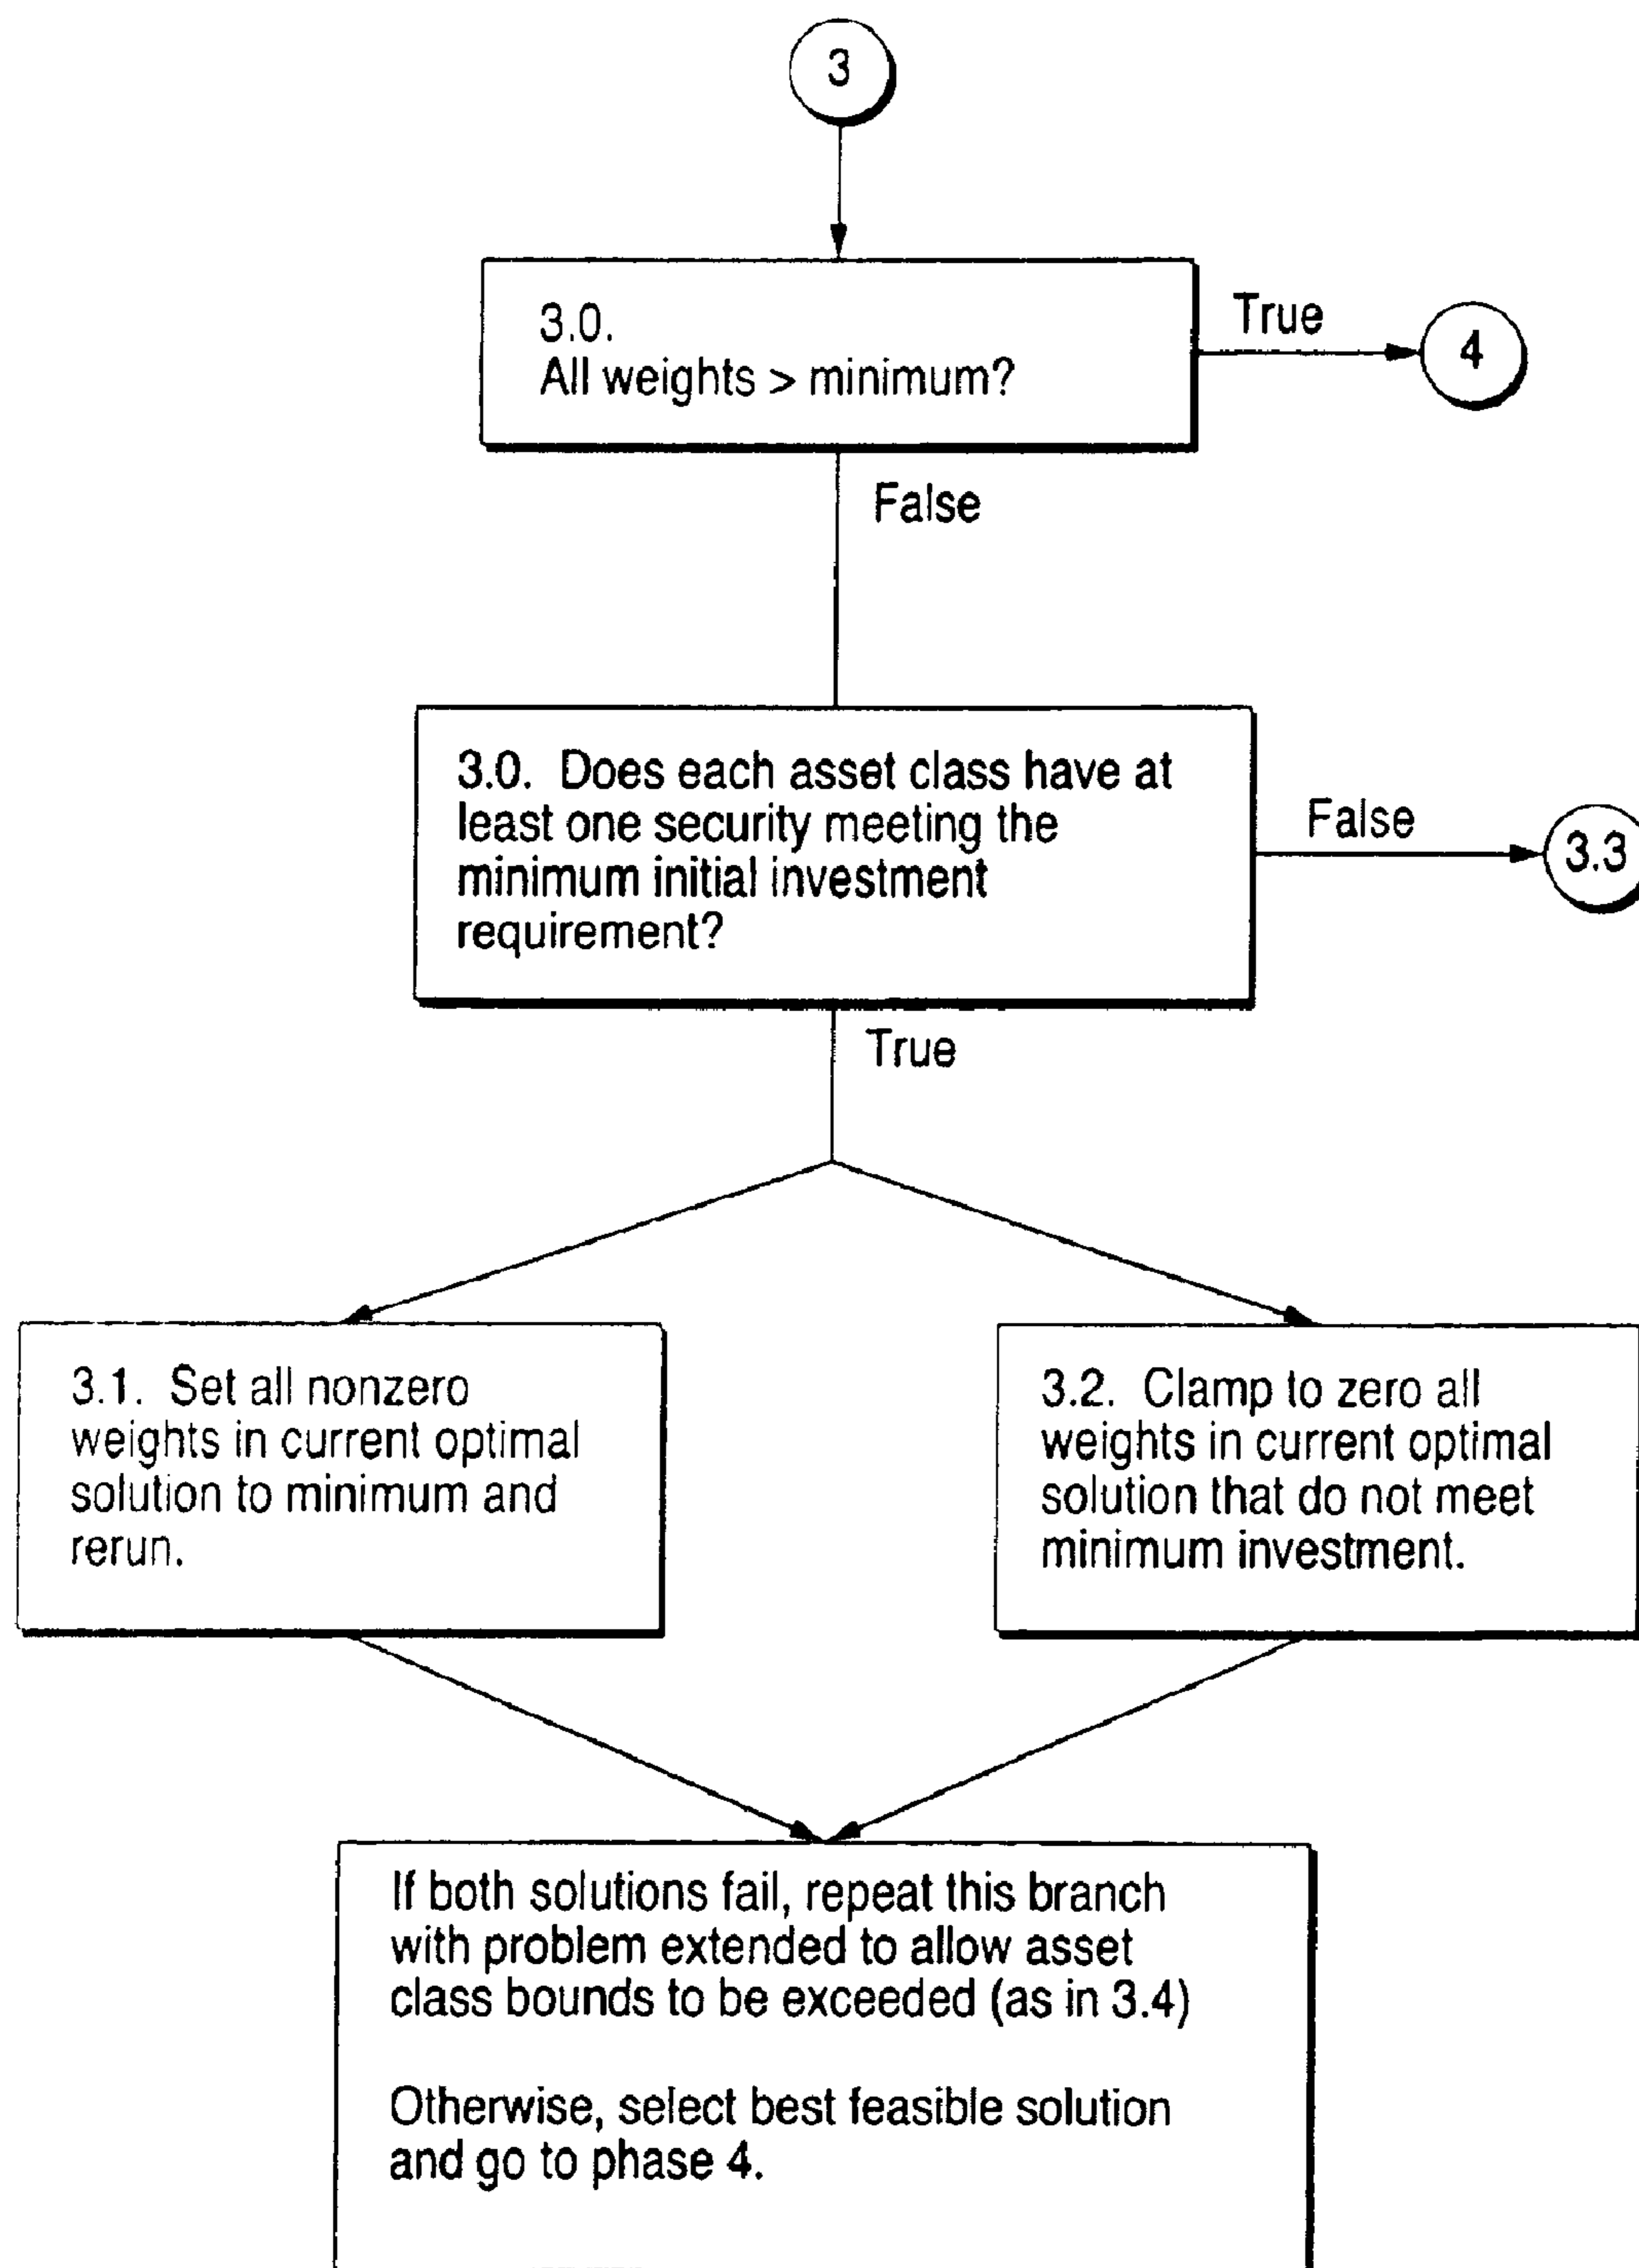 3
3.0.
All weights > minimum?
True
4
False
3.0. Does each asset class have at
least one security meeting the
minimum initial investment
requirement?
False
3.3
True
3.1. Set all nonzero
weights in current optimal
solution to minimum and
rerun.
3.2. Clamp to zero all
weights in current optimal
solution that do not meet
minimum investment.
If both solutions fail, repeat this branch
with problem extended to allow asset
class bounds to be exceeded (as in 3.4)
Otherwise, select best feasible solution
and go to phase 4.